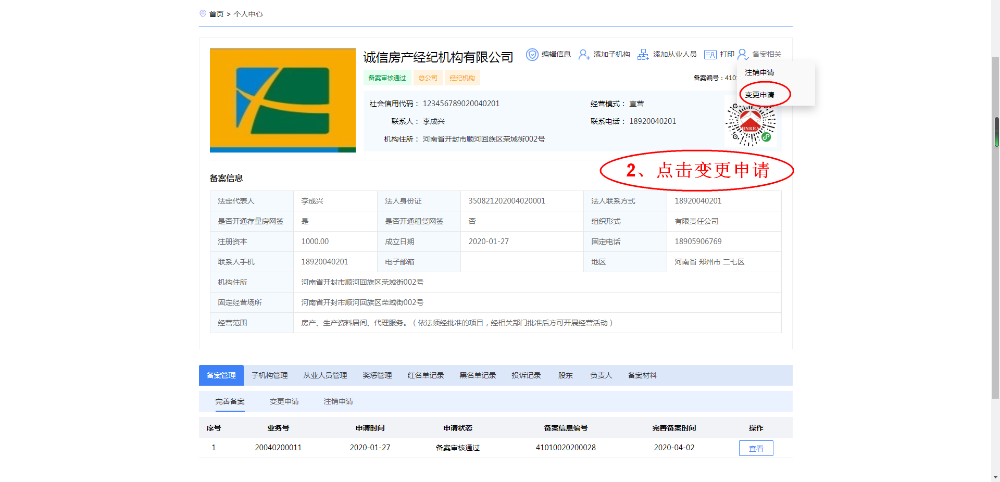 首页 > 个人中心
诚信房产经纪机构有限公司 编辑信息 添加子机构 添加从业人员 打印 备案相关
注销申请
变更申请
备案审核通过 总公司 经纪机构 备案编号：4101
社会信用代码： 123456789020040201 经营模式： 直营
联系人： 李成兴 联系电话： 18920040201
机构住所： 河南省开封市顺河回族区荣域街002号
2、点击变更申请
备案信息
法定代表人 李成兴 法人身份证 350821202004020001 法人联系方式 18920040201
是否开通存量房网签 是 是否开通租赁网签 否 组织形式 有限责任公司
注册资本 1000.00 成立日期 2020-01-27 固定电话 18905906769
联系人手机 18920040201 电子邮箱 地区 河南省 郑州市 二七区
机构住所 河南省开封市顺河回族区荣域街002号
固定经营场所 河南省开封市顺河回族区荣域街002号
经营范围 房产、生产资料居间、代理服务。（依法须经批准的项目，经相关部门批准后方可开展经营活动）
备案管理 子机构管理 从业人员管理 奖惩管理 红名单记录 黑名单记录 投诉记录 股东 负责人 备案材料
完善备案 变更申请 注销申请
序号 业务号 申请时间 申请状态 备案信息编号 完善备案时间 操作
1 20040200011 2020-01-27 备案审核通过 41010020200028 2020-04-02 查看